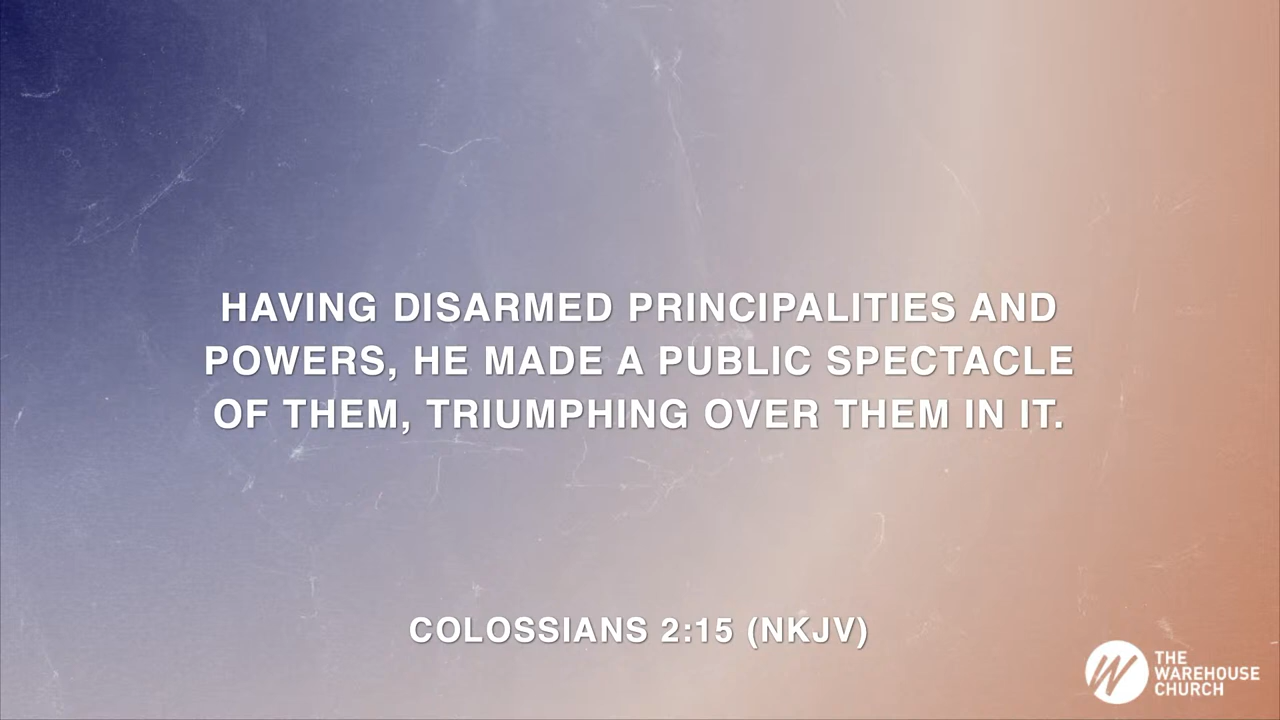 HAVING DISARMED PRINCIPALITIES AND
POWERS, HE MADE A PUBLIC SPECTACLE
OF THEM, TRIUMPHING OVER THEM IN IT.
COLOSSIANS 2:15 (NKJV)
THE
WAREHOUSE
CHURCH